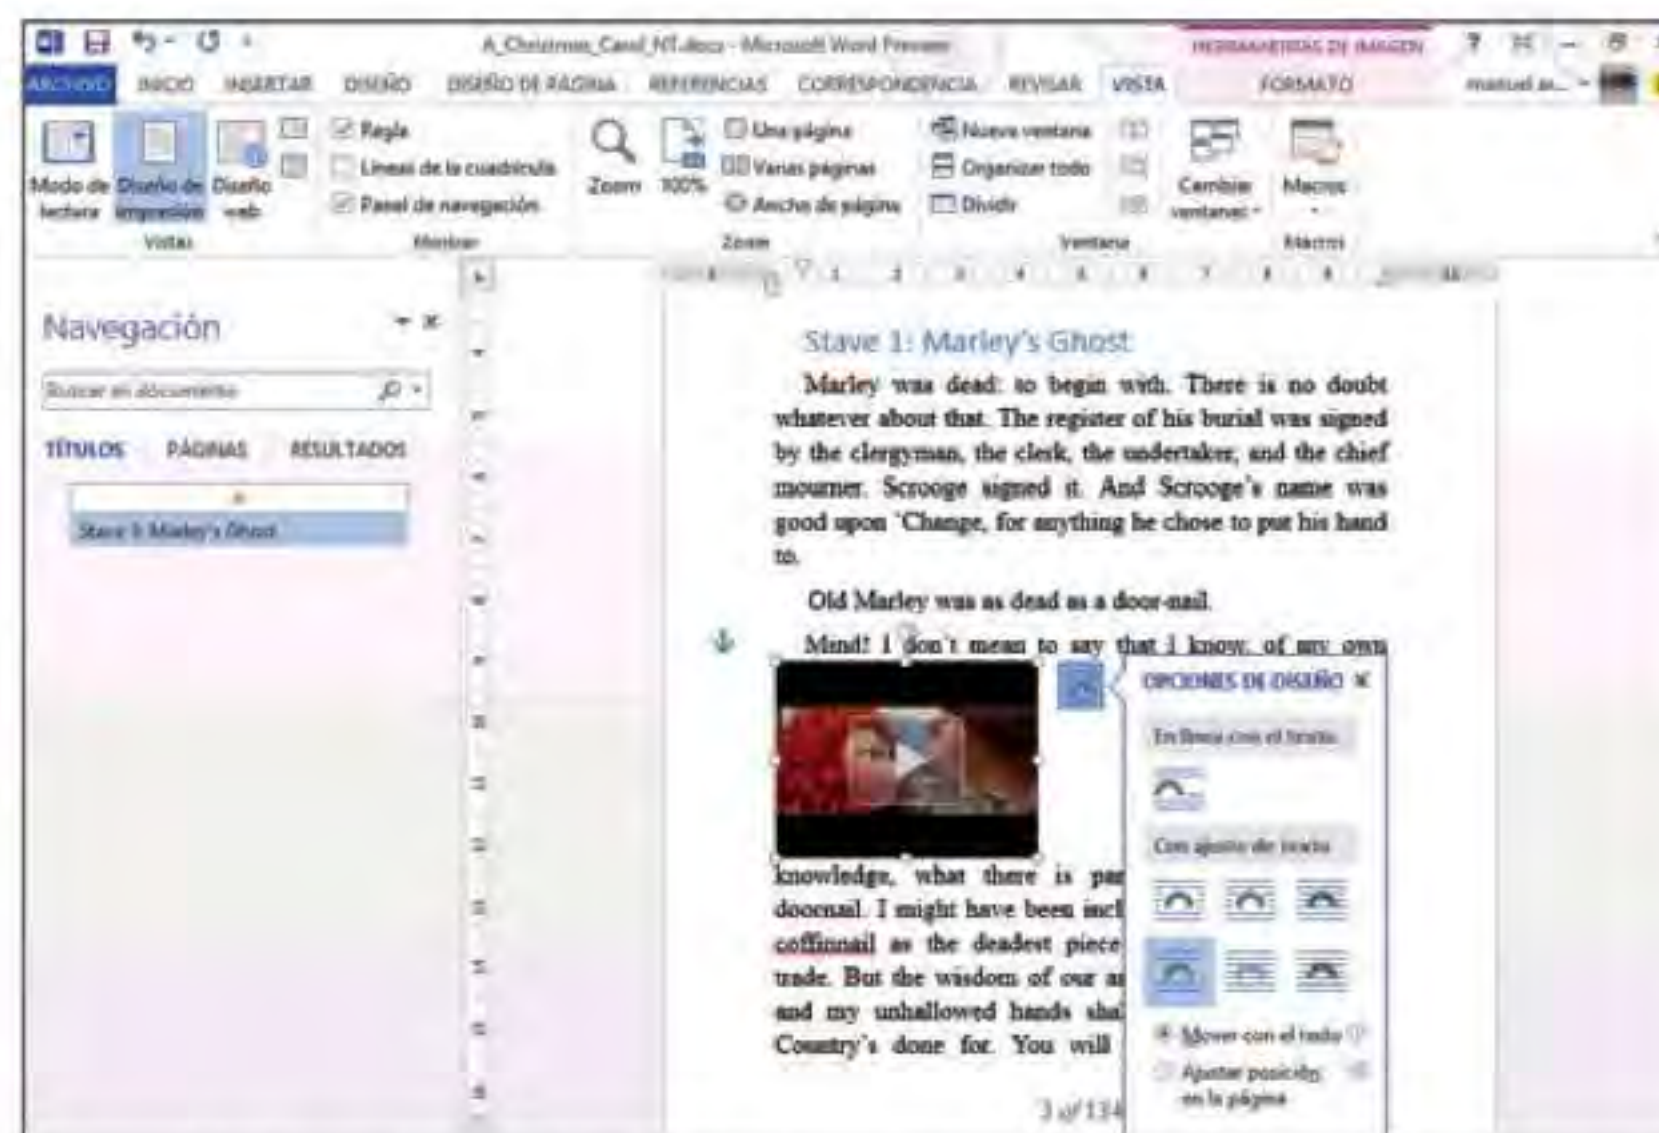 A_Christmas_Carol_NT.docx - Microsoft Word Preview
HERRAMIENTAS DE IMAGEN
?
ARCHIVO INICIO INSERTAR DISEÑO DISEÑO DE PÁGINA REFERENCIAS CORRESPONDENCIA REVISAR VISTA FORMATO
Modo de lectura
Diseño de impresión
Diseño web
Vistas
Regla
Líneas de la cuadrícula
Panel de navegación
Mostrar
Zoom
100%
Una página
Varias páginas
Ancho de página
Zoom
Nueva ventana
Organizar todo
Dividir
Cambiar ventanas
Ventana
Macros
Macros
Navegación
Buscar en documento
TÍTULOS PÁGINAS RESULTADOS
Stave 1: Marley's Ghost
Stave 1: Marley's Ghost
Marley was dead: to begin with. There is no doubt
whatever about that. The register of his burial was signed
by the clergyman, the clerk, the undertaker, and the chief
mourner. Scrooge signed it. And Scrooge's name was
good upon 'Change, for anything he chose to put his hand
to.
Old Marley was as dead as a door-nail.
Mind! I don't mean to say that I know, of my own
knowledge, what there is par
doornail. I might have been incl
coffinnail as the deadest piece
trade. But the wisdom of our an
and my unhallowed hands shal
Country's done for. You will
3 of 134
OPCIONES DE DISEÑO
En línea con el texto
Con ajuste de texto
Mover con el texto
Ajustar posición
en la página